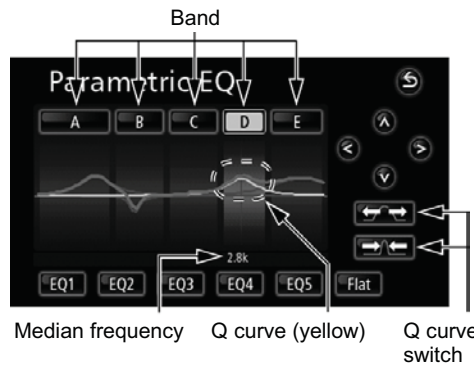 Band
Parametric EQ
A B C D E
2.8k
EQ1 EQ2 EQ3 EQ4 EQ5 Flat
Median frequency Q curve (yellow) Q curve
switch